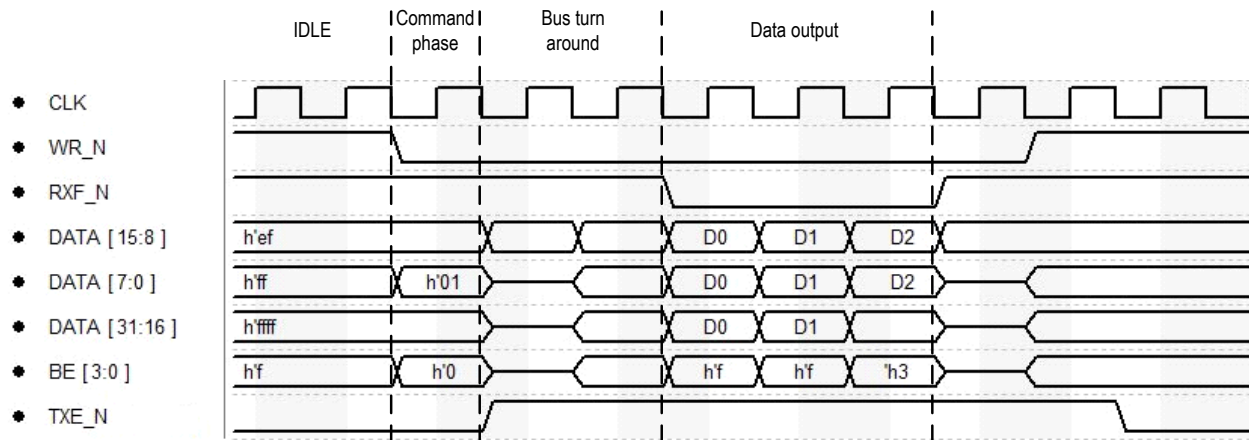 IDLE
Command
phase
Bus turn
around
Data output
CLK
WR_N
RXF_N
DATA [ 15:8 ] h'ef D0 D1 D2
DATA [7:0 ] h'ff h'01 D0 D1 D2
DATA [31:16 ] h'ffff D0 D1
BE [ 3:0 ] h'f h'0 h'f h'f 'h3
TXE_N